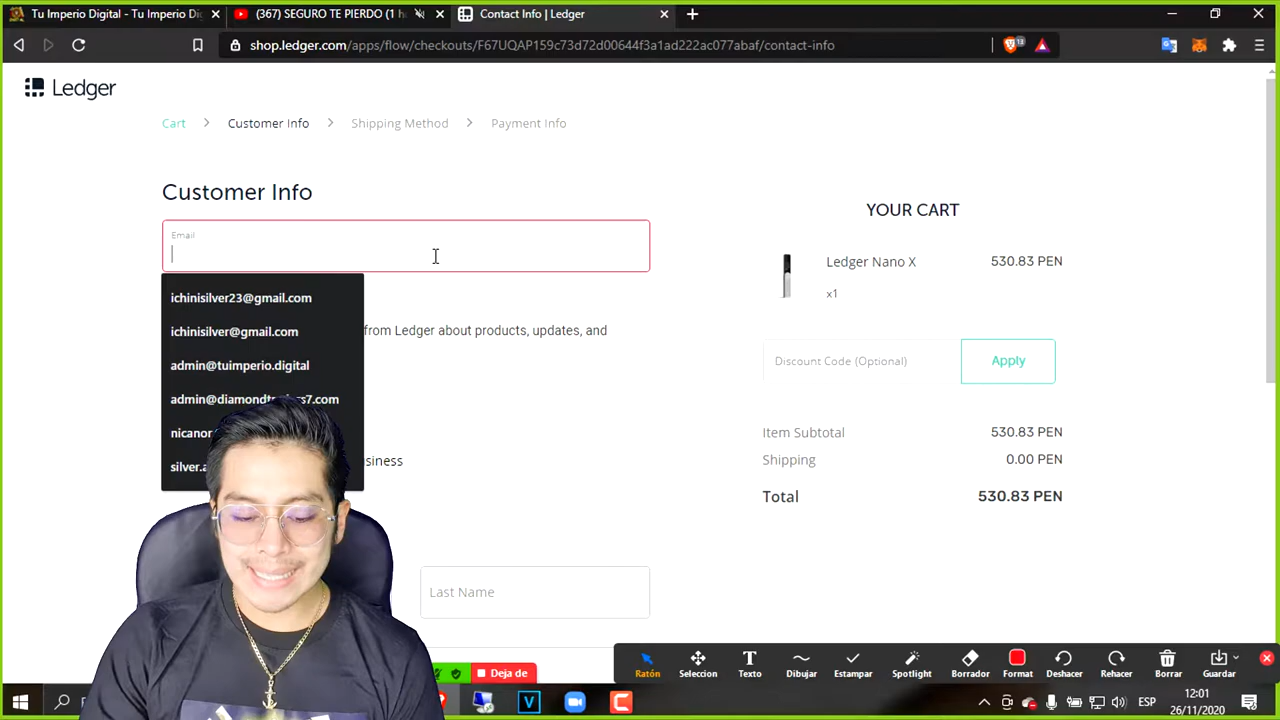 Tu Imperio Digital - Tu Imperio Di
(367) SEGURO TE PIERDO (1 h
Contact Info | Ledger
shop.ledger.com/apps/flow/checkouts/F67UQAP159c73d72d00644f3a1ad222ac077abaf/contact-info
13
Ledger
Cart > Customer Info > Shipping Method > Payment Info
Customer Info
Email
ichinisilver23@gmail.com
ichinisilver@gmail.com
from Ledger about products, updates, and
admin@tuimperio.digital
nicano
silver.a
Last Name
YOUR CART
Ledger Nano X
530.83 PEN
x1
Discount Code (Optional)
Apply
Item Subtotal
530.83 PEN
Shipping
0.00 PEN
Total
530.83 PEN
Deja de
Ratón
Seleccion
Texto
Dibujar
Estampar
Spotlight
Borrador
Format
Deshacer
Rehacer
Borrar
Guardar
ESP
12:01
26/11/2020